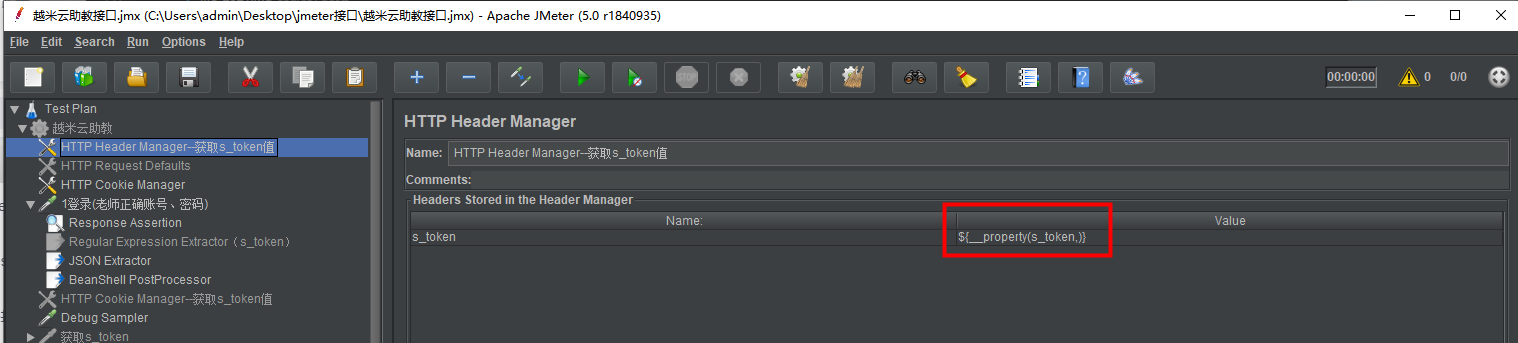 越米云助教接口.jmx (C:\Users\admin\Desktop\jmeter接口\越米云助教接口.jmx) - Apache JMeter (5.0 r1840935)
File Edit Search Run Options Help
STOP 00:00:00 0 0/0
Test Plan
越米云助教
HTTP Header Manager--获取s_token值
HTTP Request Defaults
HTTP Cookie Manager
1登录(老师正确账号、密码)
Response Assertion
Regular Expression Extractor（s_token）
JSON Extractor
BeanShell PostProcessor
HTTP Cookie Manager--获取s_token值
Debug Sampler
获取s_token
HTTP Header Manager
Name: HTTP Header Manager--获取s_token值
Comments:
Headers Stored in the Header Manager
Name: Value
s_token ${__property(s_token,)}